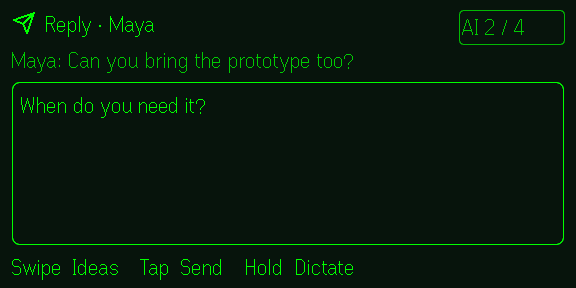 Reply · Maya
AI 2 / 4
Maya: Can you bring the prototype too?
When do you need it?
Swipe Ideas Tap Send Hold Dictate